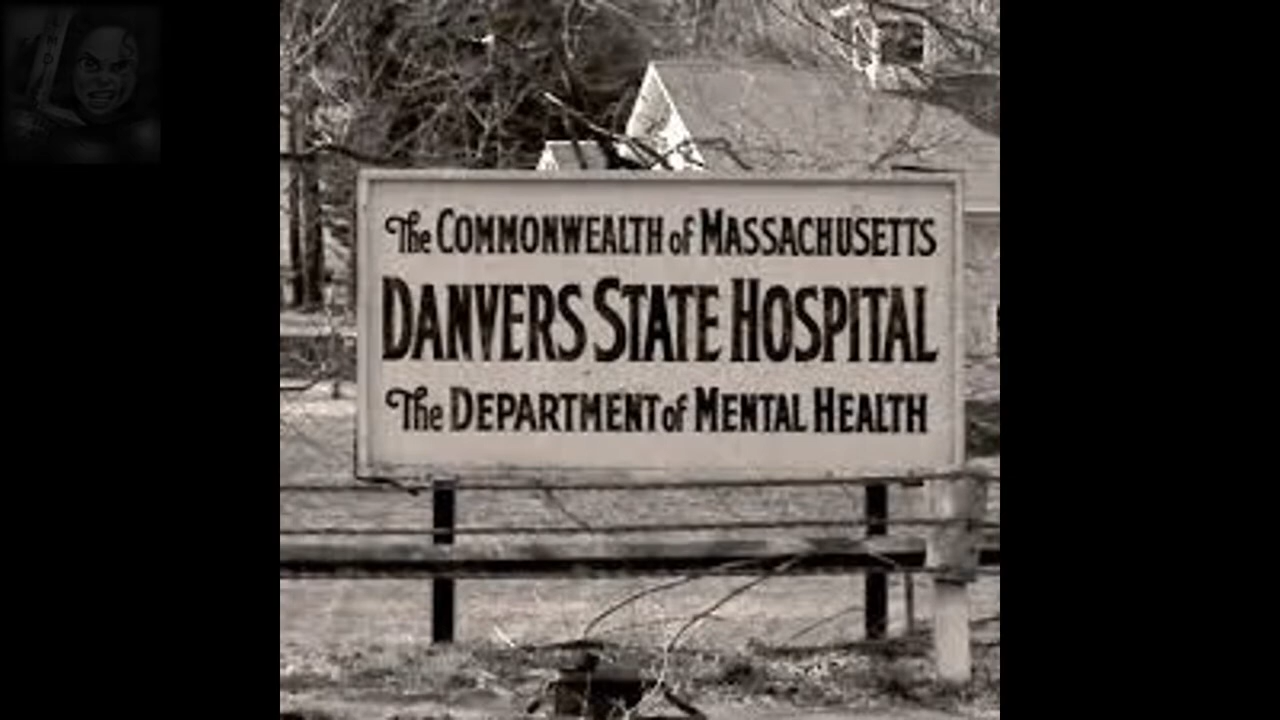 The COMMONWEALTH of MASSACHUSETTS
DANVERS STATE HOSPITAL
The DEPARTMENT of MENTAL HEALTH